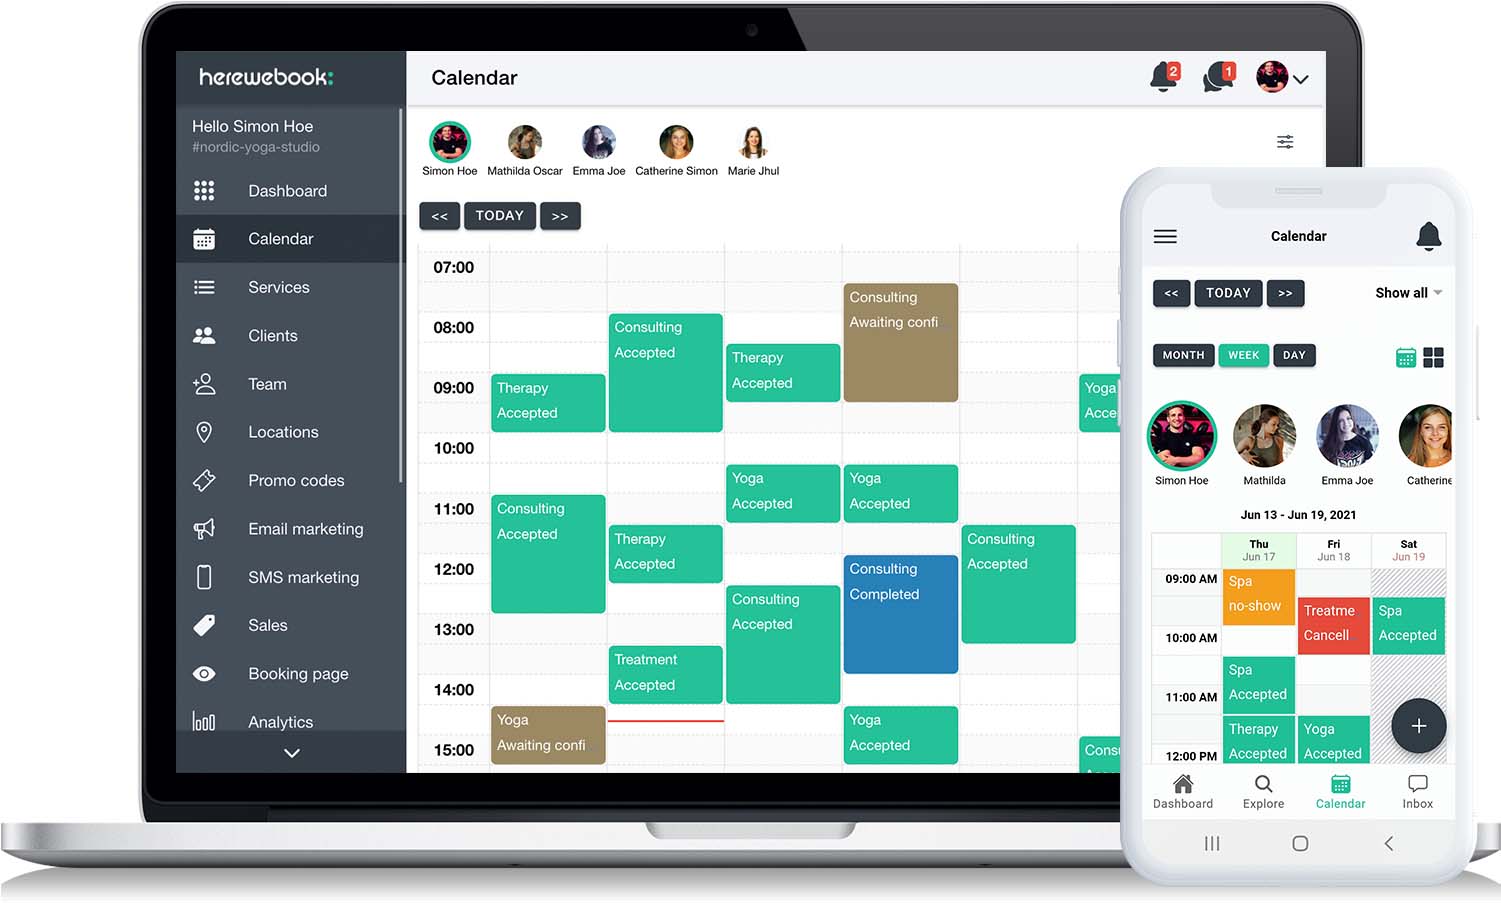 herewebook:
Hello Simon Hoe
#nordic-yoga-studio
Dashboard
Calendar
Services
Clients
Team
Locations
Promo codes
Email marketing
SMS marketing
Sales
Booking page
Analytics
Calendar
2
1
Simon Hoe
Mathilda Oscar
Emma Joe
Catherine Simon
Marie Jhul
<<
TODAY
>>
07:00
08:00
09:00
10:00
11:00
12:00
13:00
14:00
15:00
Therapy
Accepted
Consulting
Accepted
Yoga
Awaiting confi...
Consulting
Accepted
Therapy
Accepted
Treatment
Accepted
Therapy
Accepted
Yoga
Accepted
Consulting
Accepted
Consulting
Awaiting confi...
Yoga
Accepted
Consulting
Completed
Yoga
Accepted
Consulting
Accepted
Yoga
Acce
Consu
Calendar
<<
TODAY
>>
Show all
MONTH
WEEK
DAY
Simon Hoe
Mathilda
Emma Joe
Catherine
Jun 13 - Jun 19, 2021
Thu
Jun 17
Fri
Jun 18
Sat
Jun 19
09:00 AM
10:00 AM
11:00 AM
12:00 PM
Spa
no-show
Spa
Accepted
Therapy
Accepted
Treatme
Cancell
Yoga
Accepted
Spa
Accepted
+
Dashboard
Explore
Calendar
Inbox